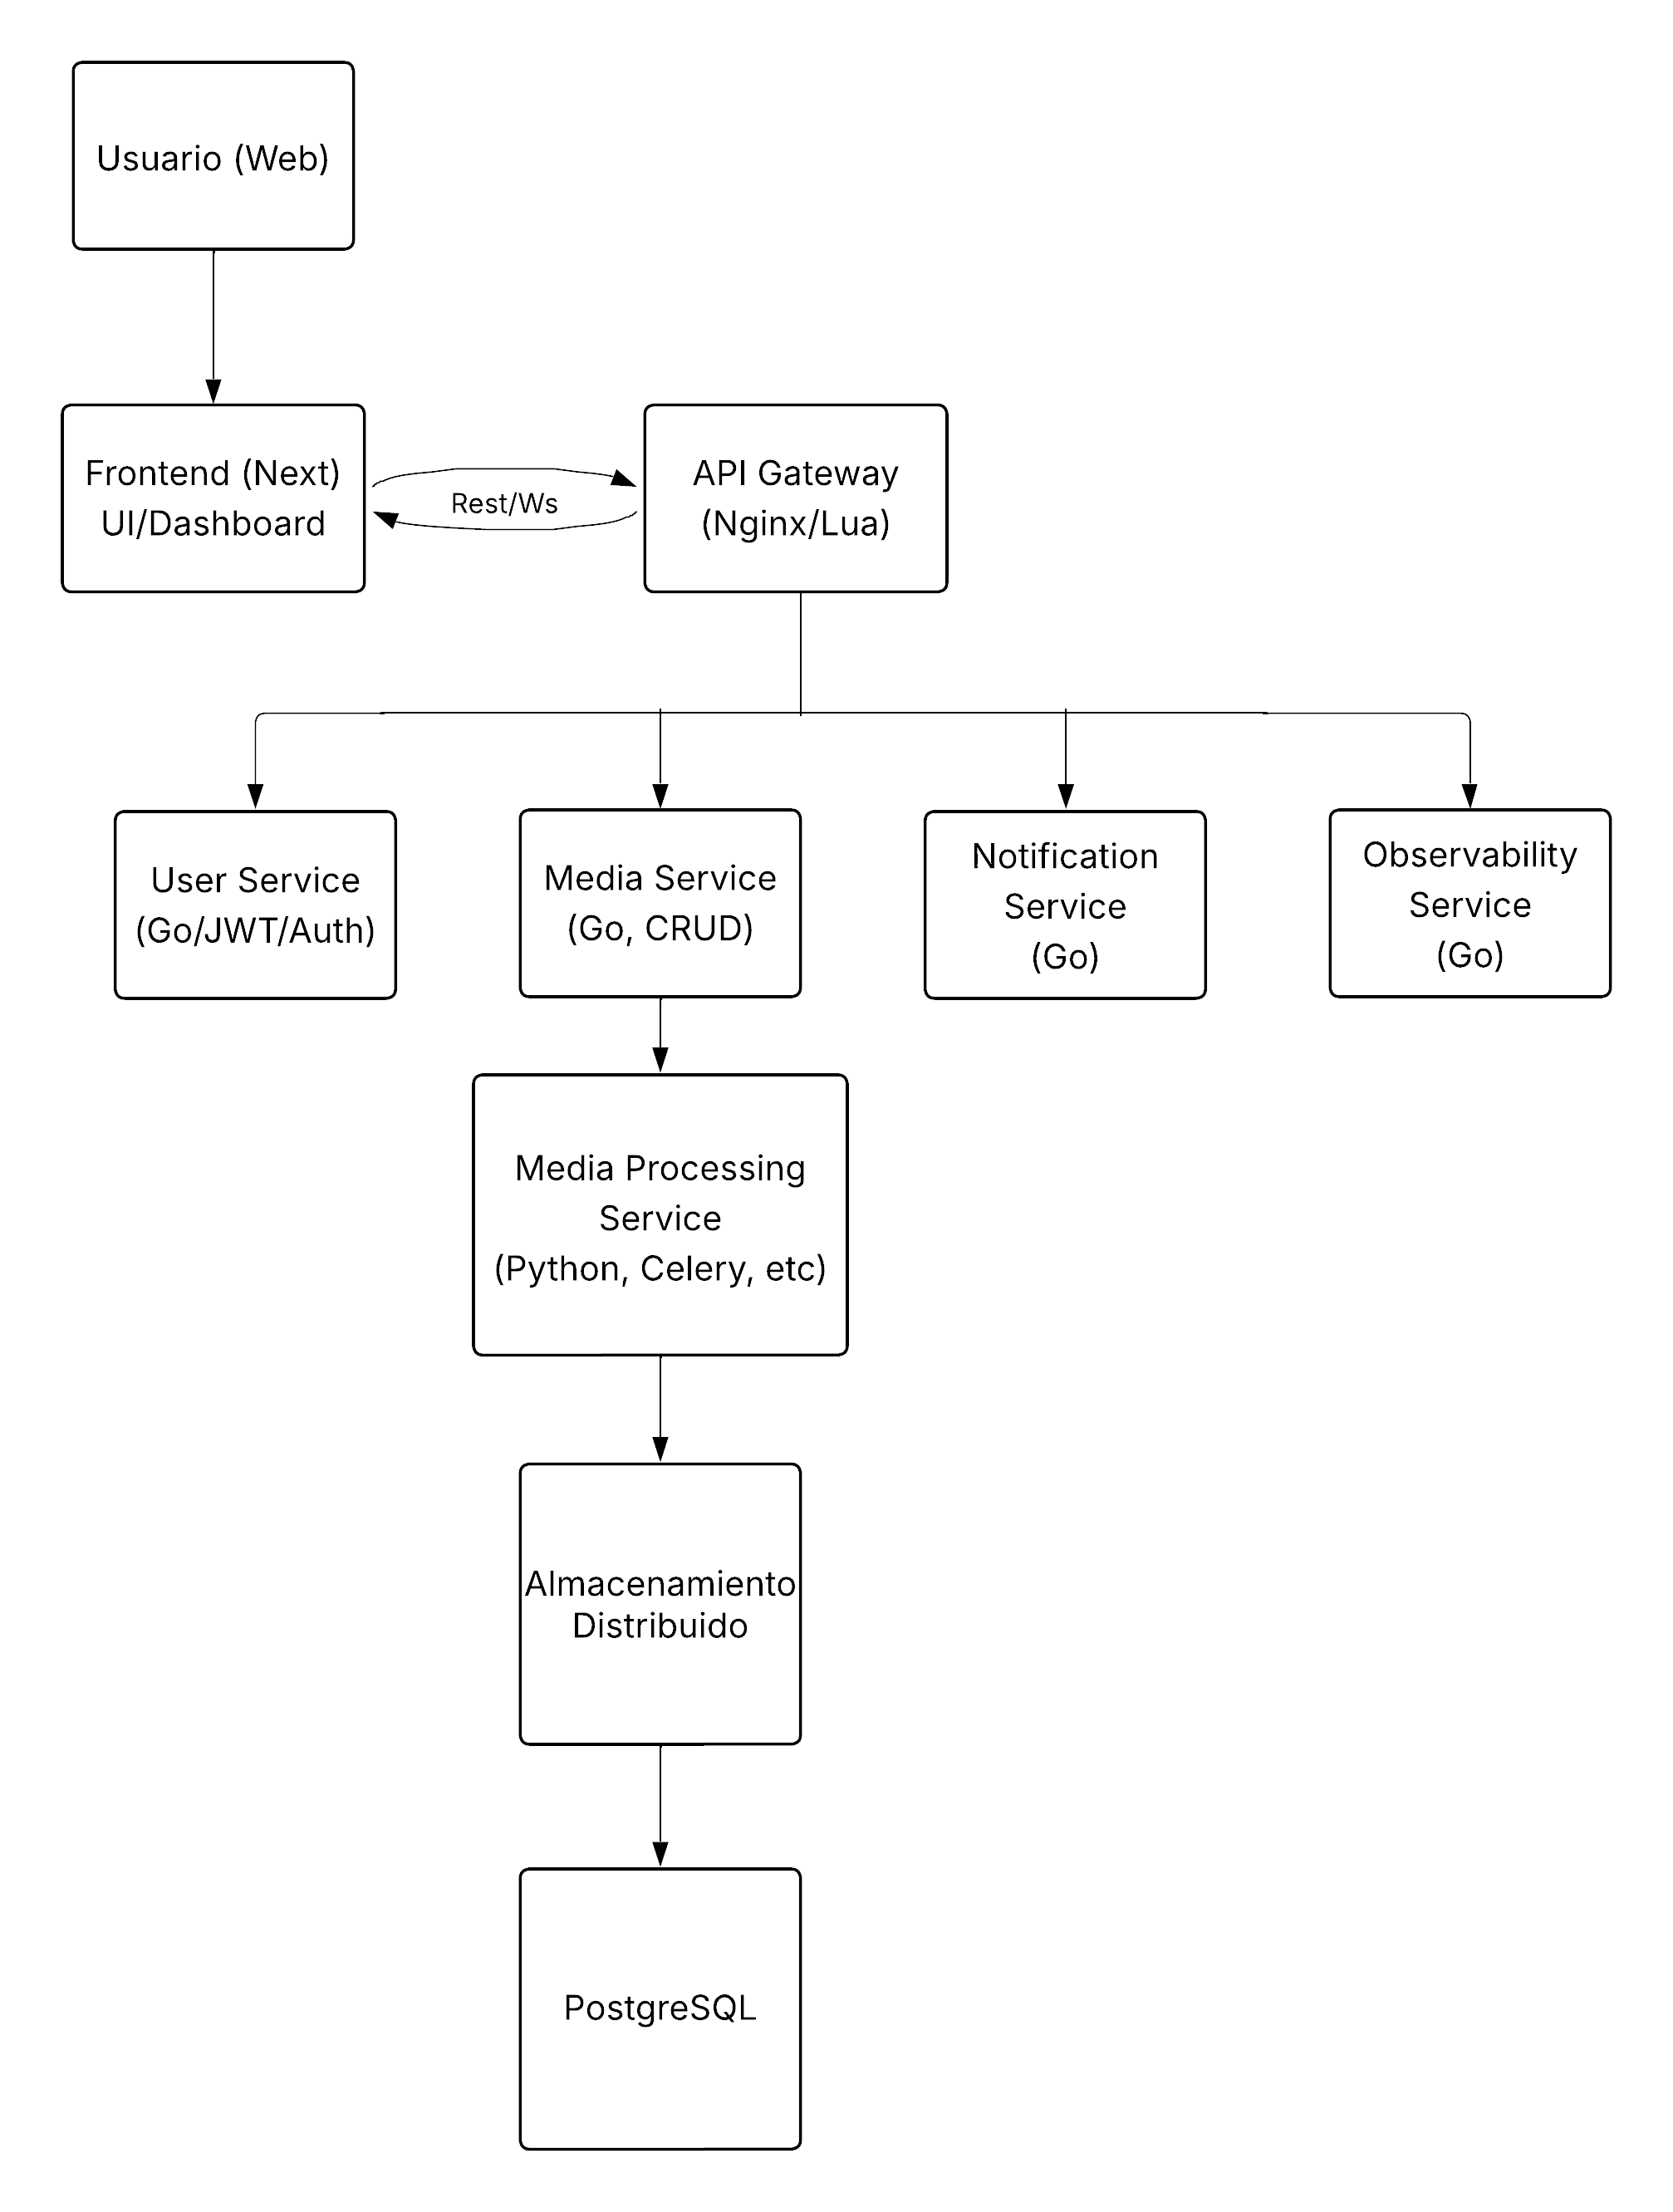 Usuario (Web)
Frontend (Next)
UI/Dashboard
Rest/Ws
API Gateway
(Nginx/Lua)
User Service
(Go/JWT/Auth)
Media Service
(Go, CRUD)
Notification
Service
(Go)
Observability
Service
(Go)
Media Processing
Service
(Python, Celery, etc)
Almacenamiento
Distribuido
PostgreSQL